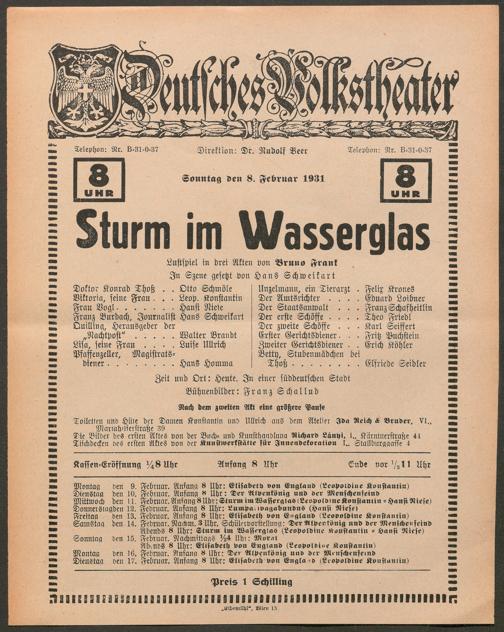 Deutsches Volkstheater
Telephon: Nr. B-31-0-37 Direktion: Dr. Rudolf Beer Telephon: Nr. B-31-0-37
8 UHR Sonntag den 8. Februar 1931 8 UHR
Sturm im Wasserglas
Lustspiel in drei Akten von Bruno Frank
In Szene gesetzt von Hans Schweikart
Doktor Konrad Thoß . . Otto Schmöle
Viktoria, seine Frau . . Leop. Konstantin
Frau Vogl . . . . . Hansi Niese
Franz Burdach, Journalist Hans Schweikart
Quilling, Herausgeber der
„Nachtpost“ . . . . Walter Brandt
Lisa, seine Frau . . . Luise Ullrich
Pfaffenzeller, Magistrats-
diener . . . . . . Hans Homma
Unzelmann, ein Tierarzt . Felix Krones
Der Amtsrichter . . . . Eduard Loibner
Der Staatsanwalt . . . Franz Schafheitlin
Der erste Schöffe . . . Theo Friedl
Der zweite Schöffe . . Karl Seifert
Erster Gerichtsdiener . . Fritz Puchstein
Zweiter Gerichtsdiener . Erich Köhler
Betty, Stubenmädchen bei
Thoß . . . . . . Elfriede Seidler
Zeit und Ort: Heute. In einer süddeutschen Stadt
Bühnenbilder: Franz Schallud
Nach dem zweiten Akt eine größere Pause
Toiletten und Hüte der Damen Konstantin und Ullrich aus dem Atelier Ida Reich & Bruder, VI.,
Mariahilferstraße 39
Die Bilder des ersten Aktes von der Buch- und Kunsthandlung Richard Lányi, I., Kärntnerstraße 44
Tischdecken des ersten Aktes von der Kunstwerkstätte für Innendekoration I., Stallburggasse 4
Kassen-Eröffnung ¼8 Uhr Anfang 8 Uhr Ende vor ½11 Uhr
Montag den 9. Februar. Anfang 8 Uhr: Elisabeth von England (Leopoldine Konstantin)
Dienstag den 10. Februar. Anfang 8 Uhr: Der Alpenkönig und der Menschenfeind
Mittwoch den 11. Februar. Anfang 8 Uhr: Sturm im Wasserglas (Leopoldine Konstantin - Hansi Niese)
Donnerstag den 12. Februar. Anfang 8 Uhr: Lumpazivagabundus (Hansi Niese)
Freitag den 13. Februar. Anfang 8 Uhr: Elisabeth von England (Leopoldine Konstantin)
Samstag den 14. Februar. Nachm. 3 Uhr: Schülervorstellung: Der Alpenkönig und der Menschenfeind
Abends 8 Uhr: Sturm im Wasserglas (Leopoldine Konstantin - Hansi Niese)
Sonntag den 15. Februar. Nachmittags ¼4 Uhr: Moral
Abends 8 Uhr: Elisabeth von England (Leopoldine Konstantin)
Montag den 16. Februar. Anfang 8 Uhr: Der Alpenkönig und der Menschenfeind
Dienstag den 17. Februar. Anfang 8 Uhr: Elisabeth von England (Leopoldine Konstantin)
Preis 1 Schilling
„Elbemühl“, Wien